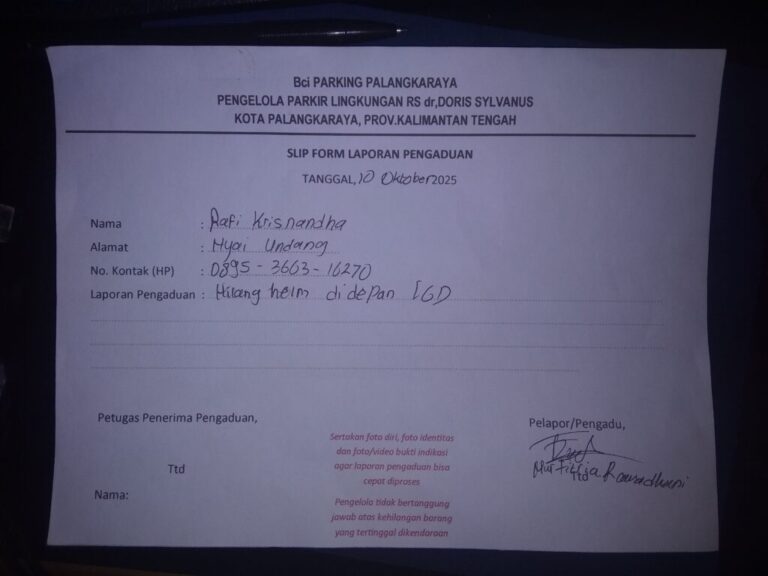 Bci PARKING PALANGKARAYA
PENGELOLA PARKIR LINGKUNGAN RS dr,DORIS SYLVANUS
KOTA PALANGKARAYA, PROV.KALIMANTAN TENGAH
SLIP FORM LAPORAN PENGADUAN
TANGGAL, 10 Oktober 2025
Nama : Rafi Krisnandha
Alamat : Nyai Undang
No. Kontak (HP) : 0895-3663-16270
Laporan Pengaduan : Hilang helm didepan IGD
Petugas Penerima Pengaduan,
Pelapor/Pengadu,
Sertakan foto diri, foto identitas
dan foto/video bukti indikasi
agar laporan pengaduan bisa
cepat diproses
Ttd
Ttd
Nama:
Pengelola tidak bertanggung
jawab atas kehilangan barang
yang tertinggal dikendaraan